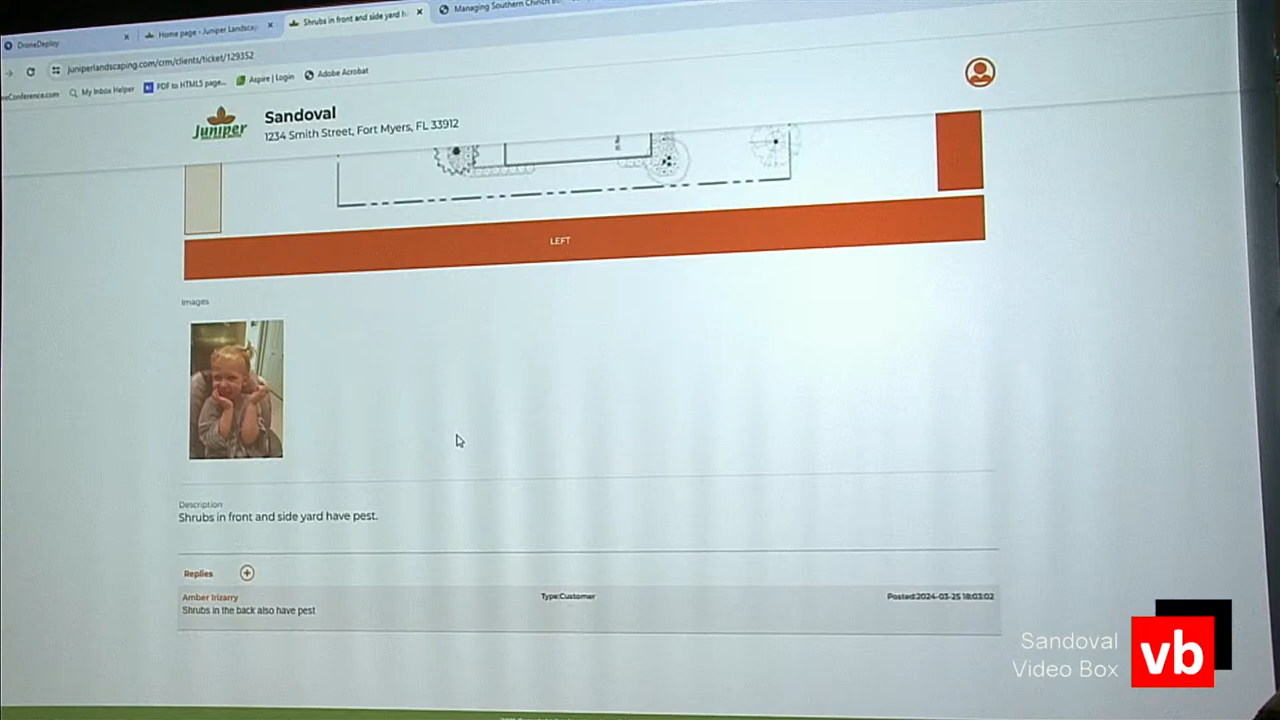 DroneDeploy
Home page - Juniper Landscap
Shrubs in front and side yard h
Managing Southern Chinch
juniperlandscaping.com/crm/clients/ticket/129352
neConference.com
My Inbox Helper
PDF to HTML5 page...
Aspire | Login
Adobe Acrobat
Juniper
Sandoval
1234 Smith Street, Fort Myers, FL 33912
LEFT
Images
Description
Shrubs in front and side yard have pest.
Replies
Amber Irizarry
Type:Customer
Posted:2024-03-25 18:03:02
Shrubs in the back also have pest
Sandoval
Video Box
vb